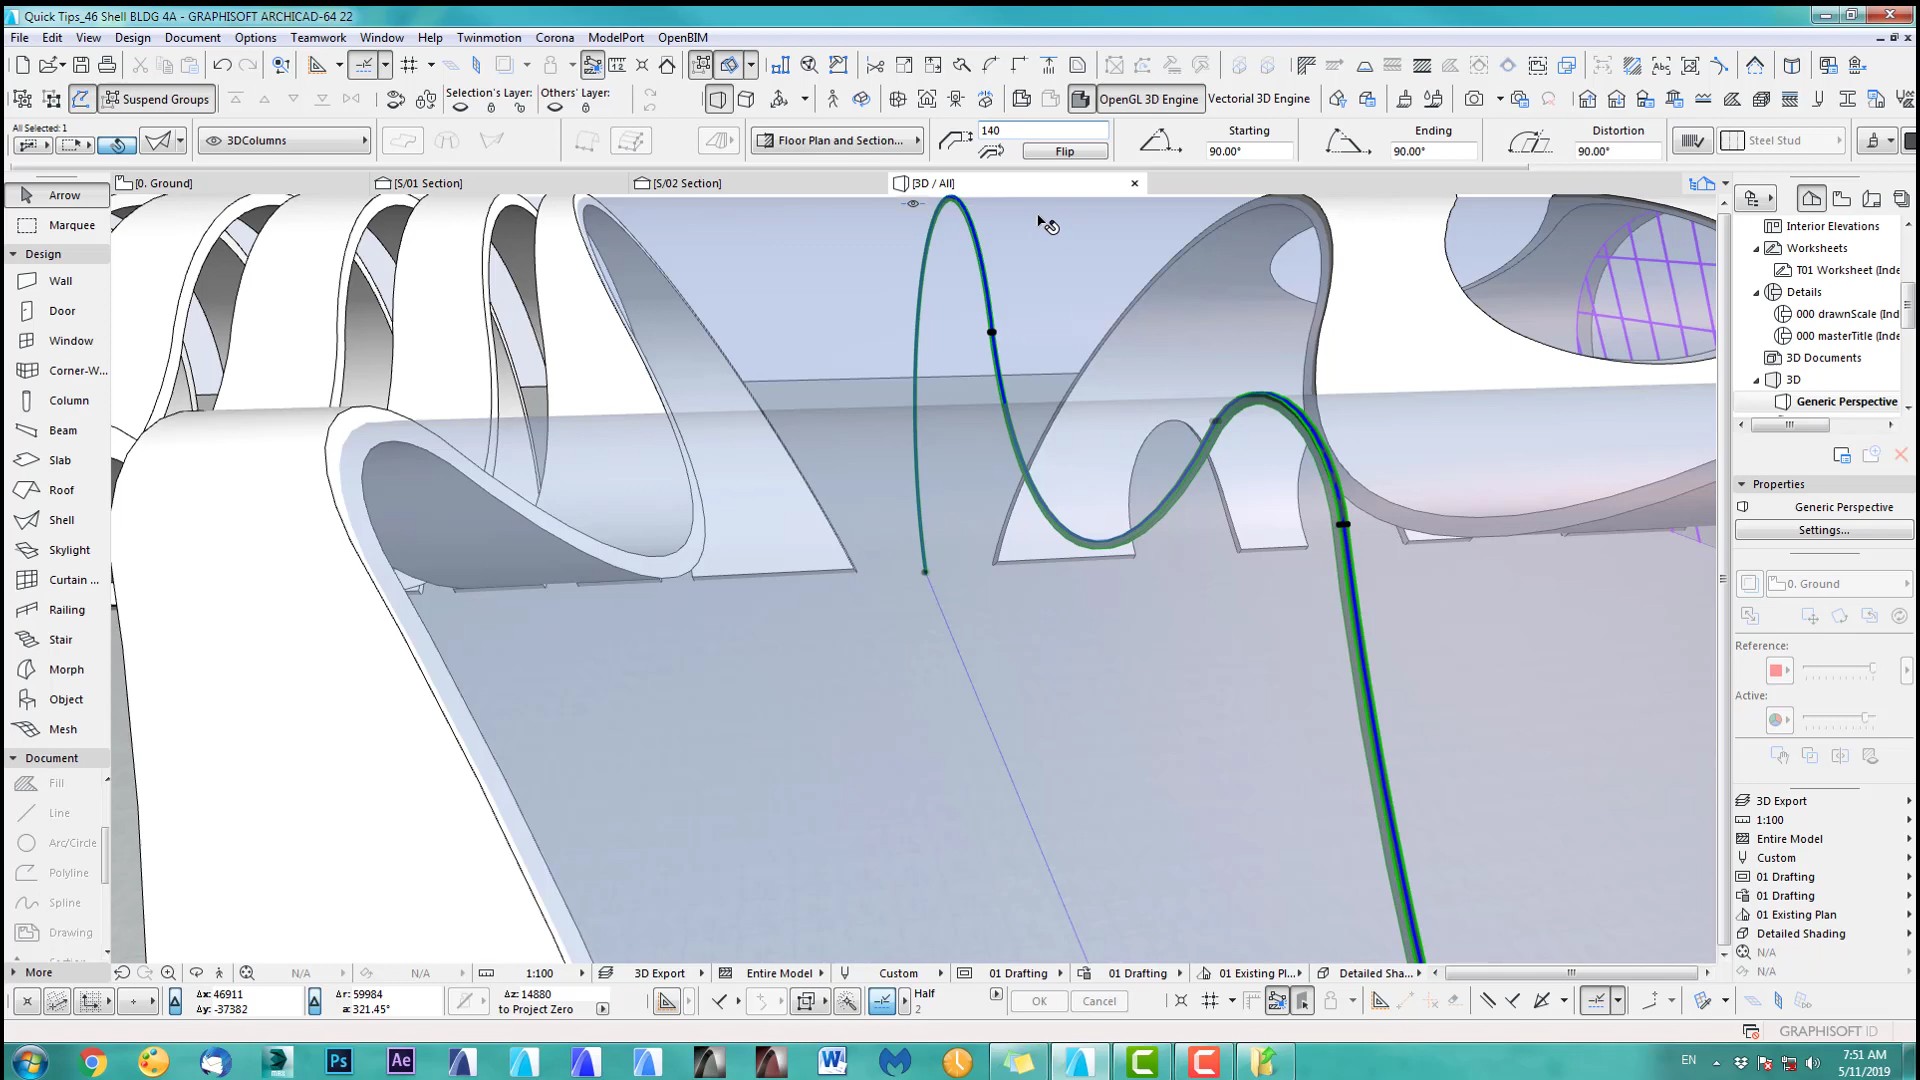 Quick Tips_46 Shell BLDG 4A - GRAPHISOFT ARCHICAD-64 22
File Edit View Design Document Options Teamwork Window Help Twinmotion Corona ModelPort OpenBIM
Suspend Groups
Selection's Layer:
Others' Layer:
OpenGL 3D Engine
Vectorial 3D Engine
All Selected: 1
3DColumns
Floor Plan and Section...
140
Flip
Starting
90.00°
Ending
90.00°
Distortion
90.00°
Steel Stud
Arrow
Marquee
Design
Wall
Door
Window
Corner-W...
Column
Beam
Slab
Roof
Shell
Skylight
Curtain ...
Railing
Stair
Morph
Object
Mesh
Document
Fill
Line
Arc/Circle
Polyline
Spline
Drawing
More
[0. Ground]
[S/01 Section]
[S/02 Section]
[3D / All]
Interior Elevations
Worksheets
T01 Worksheet (Inde
Details
000 drawnScale (Ind
000 masterTitle (Inde
3D Documents
3D
Generic Perspective
Properties
Generic Perspective
Settings...
0. Ground
Reference:
Active:
3D Export
1:100
Entire Model
Custom
01 Drafting
01 Drafting
01 Existing Plan
Detailed Shading
N/A
N/A
N/A
N/A
1:100
3D Export
Entire Model
Custom
01 Drafting
01 Drafting
01 Existing Pl...
Detailed Sha...
Δx: 46911
Δy: -37382
Δr: 59984
a: 321.45°
Δz: 14880
to Project Zero
Half
2
OK
Cancel
GRAPHISOFT ID
Ps
Ae
EN
7:51 AM
5/11/2019